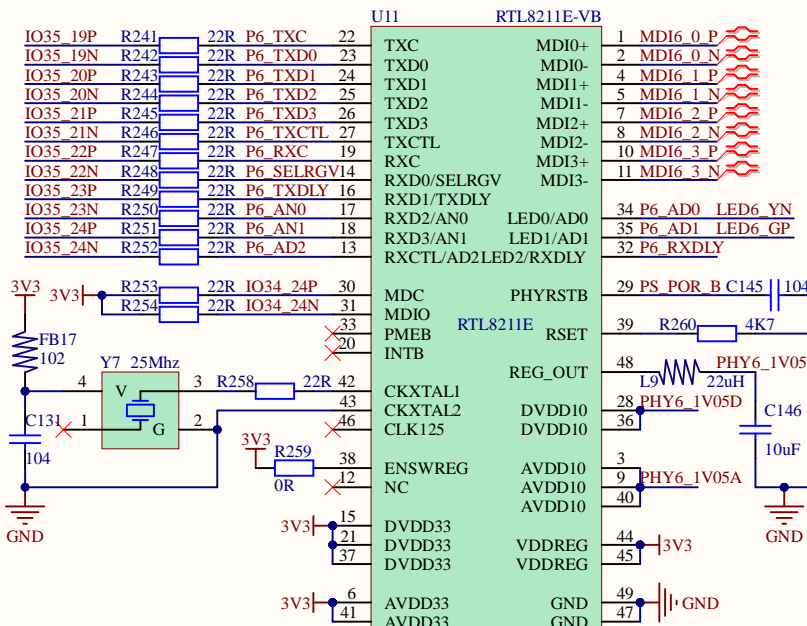 U11 RTL8211E-VB
IO35_19P R241 22R P6_TXC 22 TXC MDI0+ 1 MDI6_0_P
IO35_19N R242 22R P6_TXD0 23 TXD0 MDI0- 2 MDI6_0_N
IO35_20P R243 22R P6_TXD1 24 TXD1 MDI1+ 4 MDI6_1_P
IO35_20N R244 22R P6_TXD2 25 TXD2 MDI1- 5 MDI6_1_N
IO35_21P R245 22R P6_TXD3 26 TXD3 MDI2+ 7 MDI6_2_P
IO35_21N R246 22R P6_TXCTL 27 TXCTL MDI2- 8 MDI6_2_N
IO35_22P R247 22R P6_RXC 19 RXC MDI3+ 10 MDI6_3_P
IO35_22N R248 22R P6_SELRGV 14 RXD0/SELRGV MDI3- 11 MDI6_3_N
IO35_23P R249 22R P6_TXDLY 16 RXD1/TXDLY
IO35_23N R250 22R P6_AN0 17 RXD2/AN0 LED0/AD0 34 P6_AD0 LED6_YN
IO35_24P R251 22R P6_AN1 18 RXD3/AN1 LED1/AD1 35 P6_AD1 LED6_GP
IO35_24N R252 22R P6_AD2 13 RXCTL/AD2 LED2/RXDLY 32 P6_RXDLY
3V3 3V3 R253 22R IO34_24P 30 MDC PHYRSTB 29 PS_POR_B C145 104
R254 22R IO34_24N 31 MDIO
33 PMEB RTL8211E RSET 39 R260 4K7
FB17 102
20 INTB
Y7 25Mhz REG_OUT 48 L9 22uH PHY6_1V05
4 V 3 R258 22R 42 CKXTAL1
43 CKXTAL2 DVDD10 28 PHY6_1V05D
C131 104 1 G 2 46 CLK125 DVDD10 36 C146 10uF
3V3 R259 0R 38 ENSWREG AVDD10 3
12 NC AVDD10 9 PHY6_1V05A
AVDD10 40
GND GND
3V3 15 DVDD33
21 DVDD33 VDDREG 44 3V3
37 DVDD33 VDDREG 45
3V3 6 AVDD33 GND 49 GND
41 AVDD33 GND 47